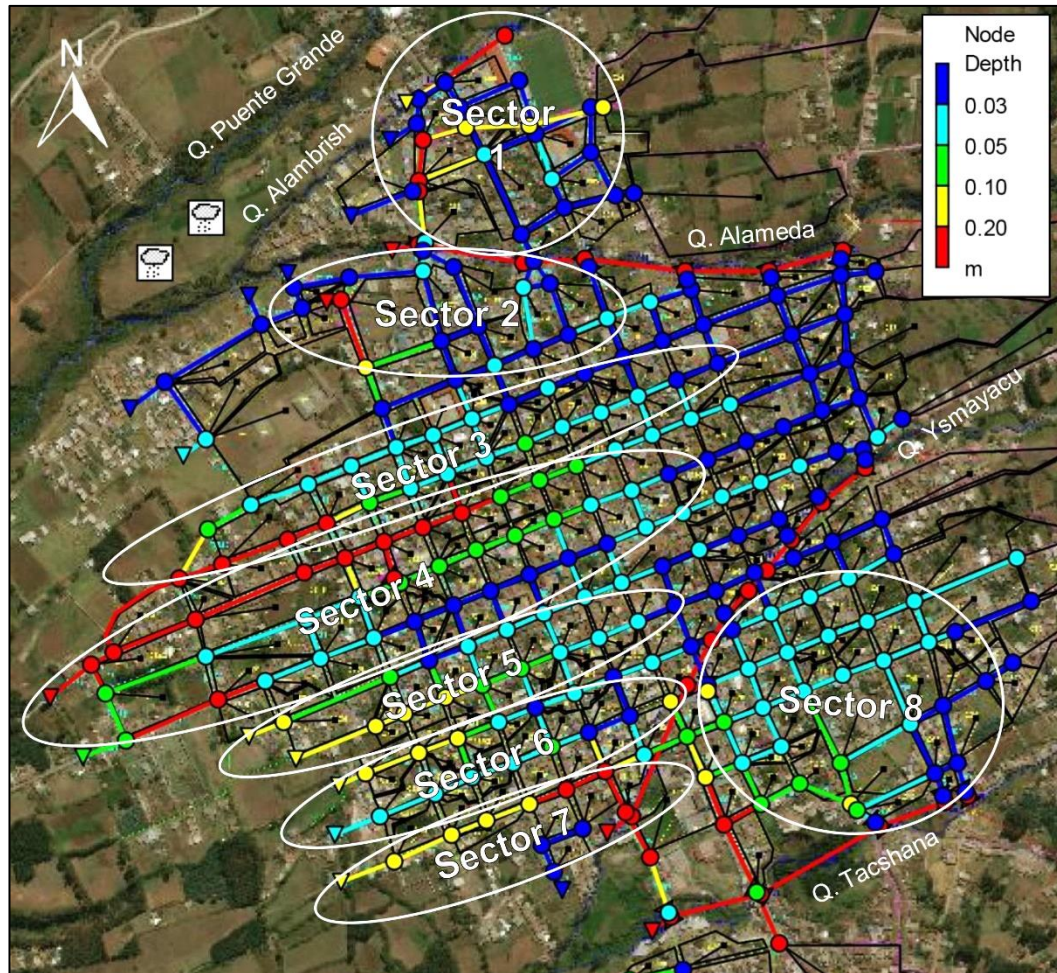 N
Q. Puente Grande
Q. Alambrish
Sector
1
Node
Depth
0.03
0.05
0.10
0.20
m
Q. Alameda
Sector 2
Q. Ysmayacu
Sector 3
Sector 4
Sector 5
Sector 6
Sector 7
Sector 8
Q. Tacshana